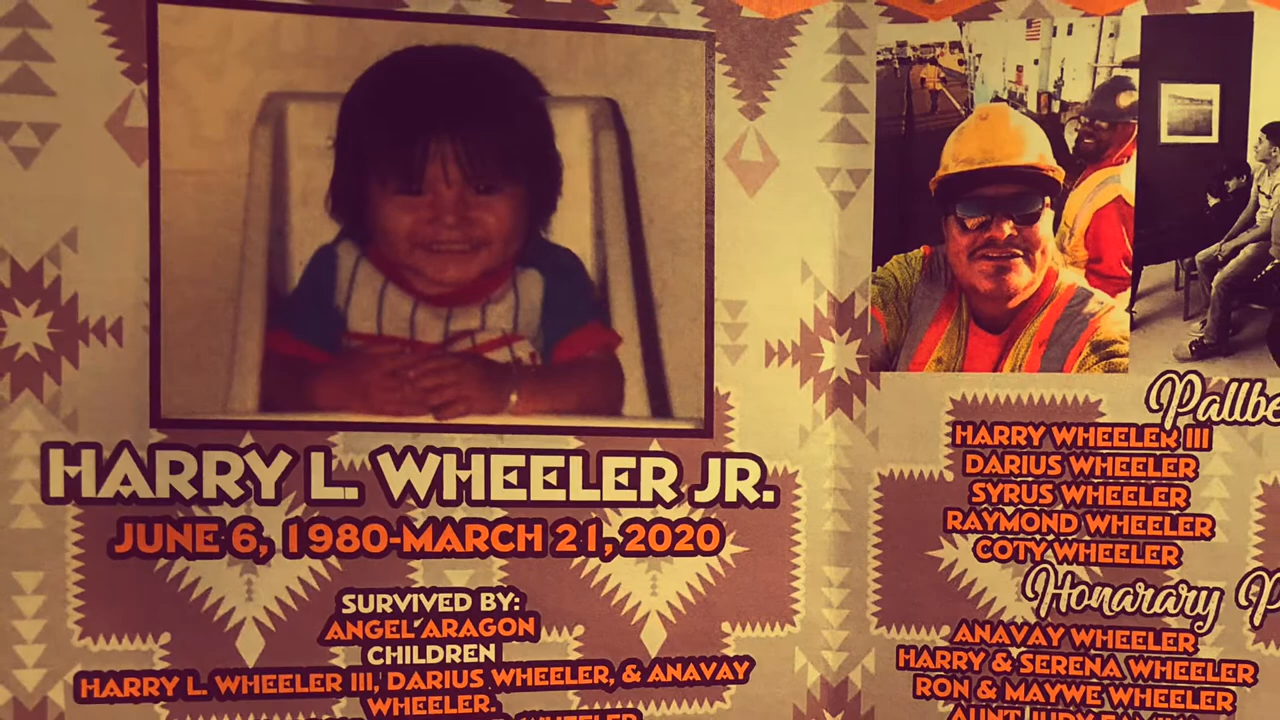 HARRY L. WHEELER JR.
JUNE 6, 1980-MARCH 21, 2020
SURVIVED BY:
ANGEL ARAGON
CHILDREN
HARRY L. WHEELER III, DARIUS WHEELER, & ANAVAY
WHEELER.
WHEELER
HARRY WHEELER III
DARIUS WHEELER
SYRUS WHEELER
RAYMOND WHEELER
COTY WHEELER
Honarary
ANAVAY WHEELER
HARRY & SERENA WHEELER
RON & MAYWE WHEELER
AUNT